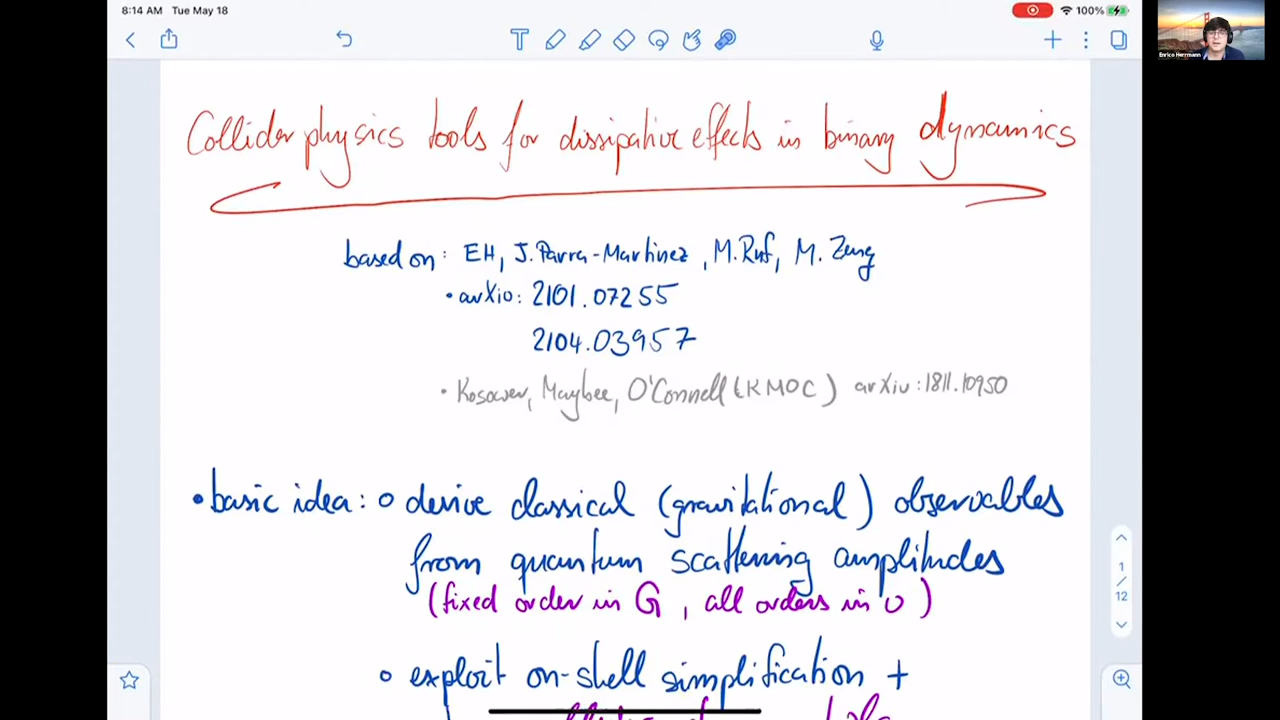 8:14 AM Tue May 18
100%
Enrico Herrmann
Collider physics tools for dissipative effects in binary dynamics
based on: EH, J. Parra-Martinez, M. Ruf, M. Zeng
• arXiv: 2101.07255
2104.03957
• Kosower, Maybee, O'Connell (KMOC) arXiv: 1811.10950
• basic idea: o derive classical (gravitational) observables
from quantum scattering amplitudes
(fixed order in G, all orders in v)
o exploit on-shell simplification +
1
/
12